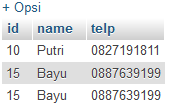 + Opsi
id name telp
10 Putri 0827191811
15 Bayu 0887639199
15 Bayu 0887639199